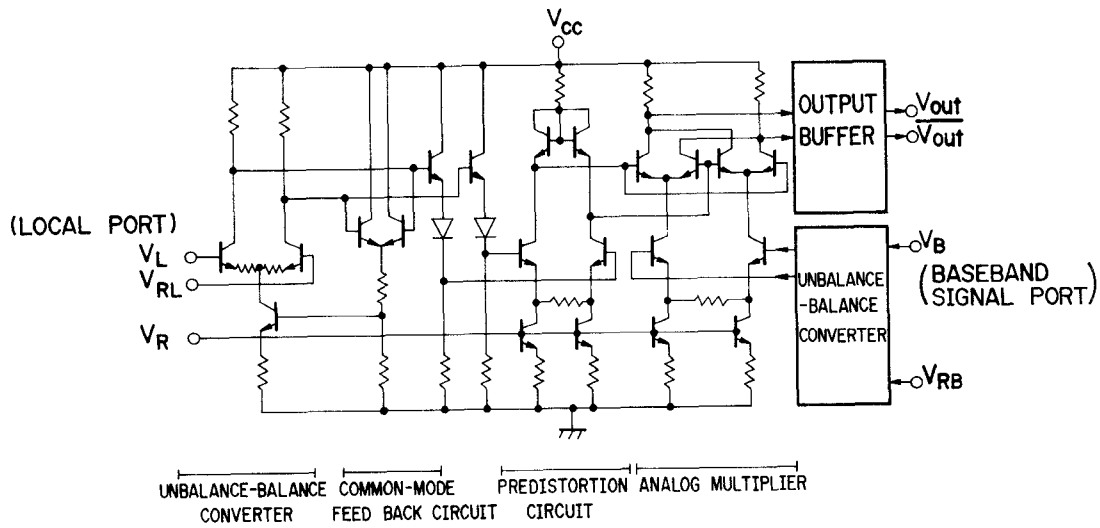 VCC
OUTPUT
BUFFER
Vout
Vout
(LOCAL PORT)
VL
VRL
VR
UNBALANCE
-BALANCE
CONVERTER
VB
(BASEBAND
SIGNAL PORT)
VRB
UNBALANCE-BALANCE
CONVERTER
COMMON-MODE
FEED BACK CIRCUIT
PREDISTORTION
CIRCUIT
ANALOG MULTIPLIER